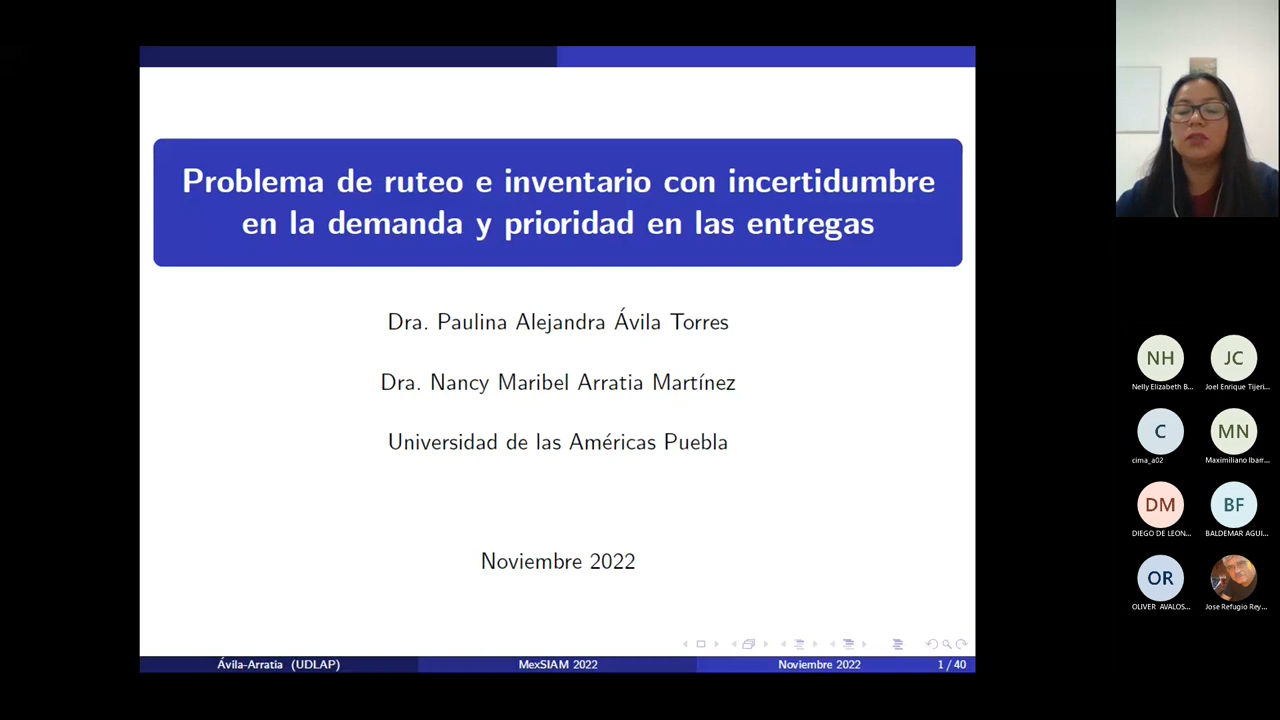 Problema de ruteo e inventario con incertidumbre
en la demanda y prioridad en las entregas
Dra. Paulina Alejandra Ávila Torres
Dra. Nancy Maribel Arratia Martínez
Universidad de las Américas Puebla
Noviembre 2022
Ávila-Arratia (UDLAP)
MexSIAM 2022
Noviembre 2022
1 / 40
NH
JC
Nelly Elizabeth B...
Joel Enrique Tijeri...
C
MN
cima_a02
Maximiliano Ibarr...
DM
BF
DIEGO DE LEON...
BALDEMAR AGUI...
OR
OLIVER AVALOS...
Jose Refugio Rey...